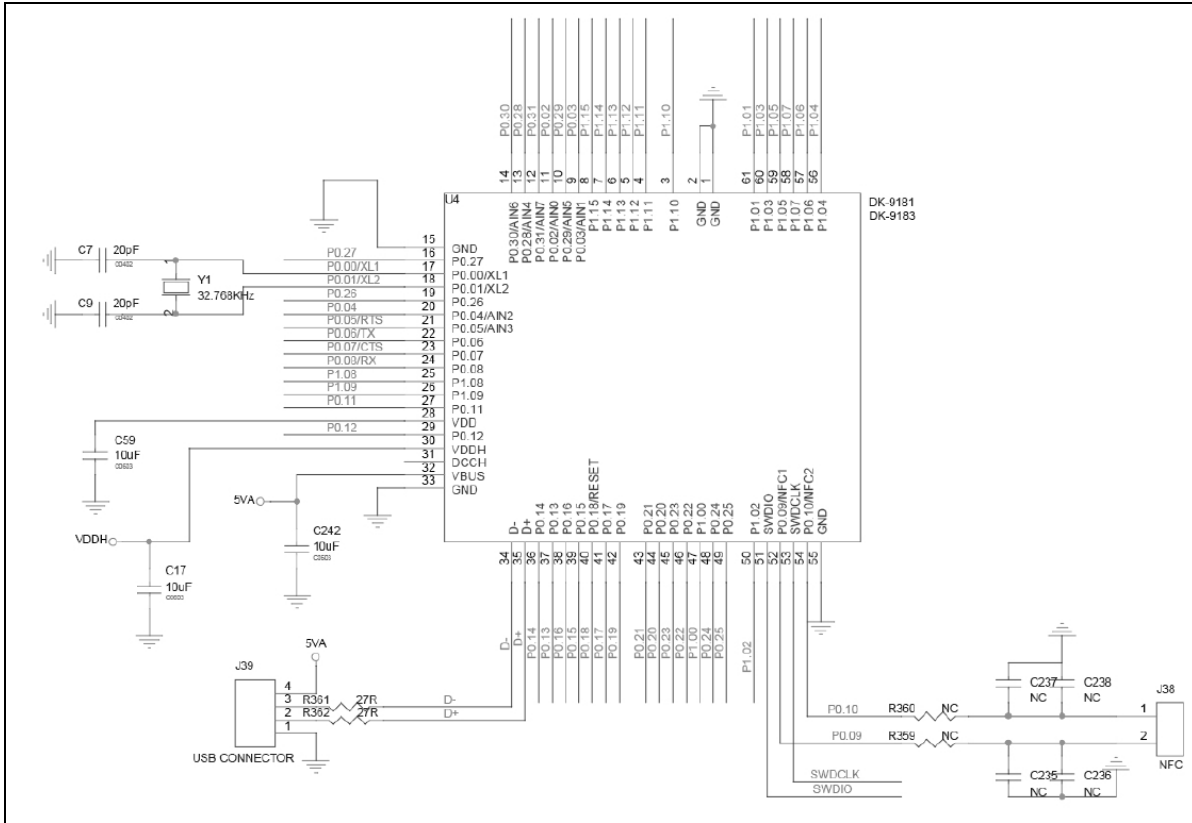 P0.30 P0.28 P0.31 P0.02 P0.29 P0.03 P1.15 P1.14 P1.13 P1.12 P1.11 P1.10 P1.01 P1.03 P1.05 P1.07 P1.06 P1.04
14 13 12 11 10 9 8 7 6 5 4 3 2 1 61 60 59 58 57 56
U4
DK-9181
DK-9183
P0.30/AIN6 P0.28/AIN4 P0.31/AIN7 P0.02/AIN0 P0.29/AIN5 P0.03/AIN1 P1.15 P1.14 P1.13 P1.12 P1.11 P1.10 GND GND P1.01 P1.03 P1.05 P1.07 P1.06 P1.04
15 GND
P0.27 16 P0.27
P0.00/XL1 17 P0.00/XL1
P0.01/XL2 18 P0.01/XL2
P0.26 19 P0.26
P0.04 20 P0.04/AIN2
P0.05/RTS 21 P0.05/AIN3
P0.06/TX 22 P0.06
P0.07/CTS 23 P0.07
P0.08/RX 24 P0.08
P1.08 25 P1.08
P1.09 26 P1.09
P0.11 27 P0.11
28 VDD
P0.12 29 P0.12
30 VDDH
31 DCCH
32 VBUS
33 GND
C7 20pF
C0402
1
Y1
32.768KHz
2
C9 20pF
C0402
C59
10uF
C0603
5VA
C242
10uF
C0603
VDDH
C17
10uF
C0603
D- D+ P0.14 P0.13 P0.16 P0.15 P0.18/RESET P0.17 P0.19 P0.21 P0.20 P0.23 P0.22 P1.00 P0.24 P0.25 P1.02 SWDIO P0.09/NFC1 SWDCLK P0.10/NFC2 GND
34 35 36 37 38 39 40 41 42 43 44 45 46 47 48 49 50 51 52 53 54 55
D- D+ P0.14 P0.13 P0.16 P0.15 P0.18 P0.17 P0.19 P0.21 P0.20 P0.23 P0.22 P1.00 P0.24 P0.25 P1.02
5VA
J39
4
3 R361 27R D-
2 R362 27R D+
1
USB CONNECTOR
C237 C238
NC NC
J38
P0.10 R360 NC 1
P0.09 R359 NC 2
NFC
C235 C236
NC NC
SWDCLK
SWDIO